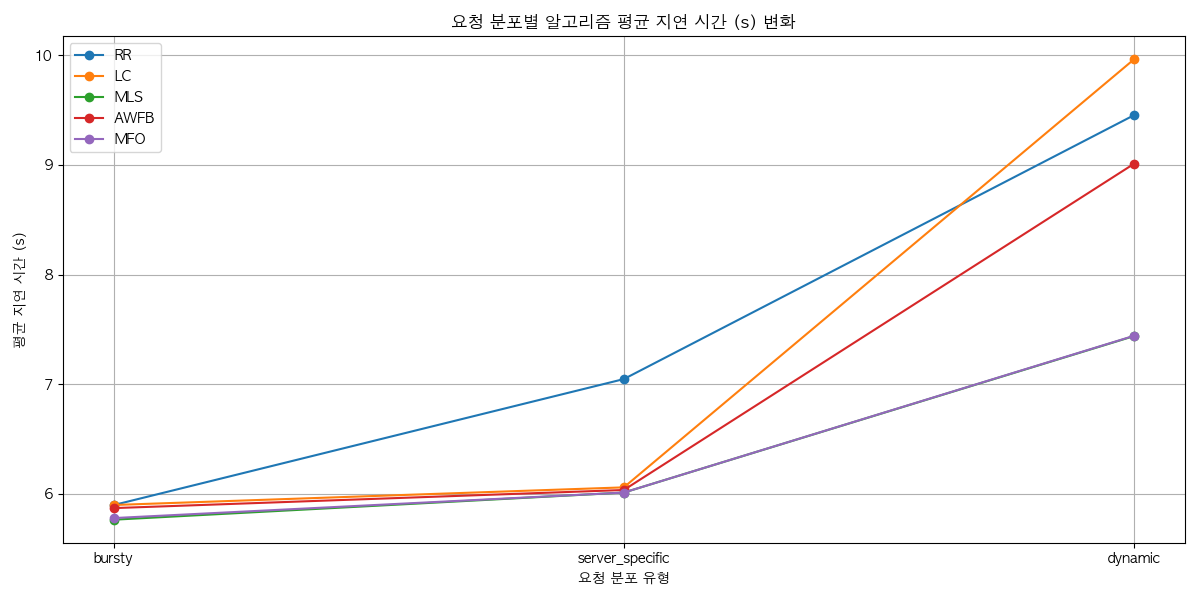 요청 분포별 알고리즘 평균 지연 시간 (s) 변화
RR
LC
MLS
AWFB
MFO
평균 지연 시간 (s)
10
9
8
7
6
bursty
server_specific
dynamic
요청 분포 유형